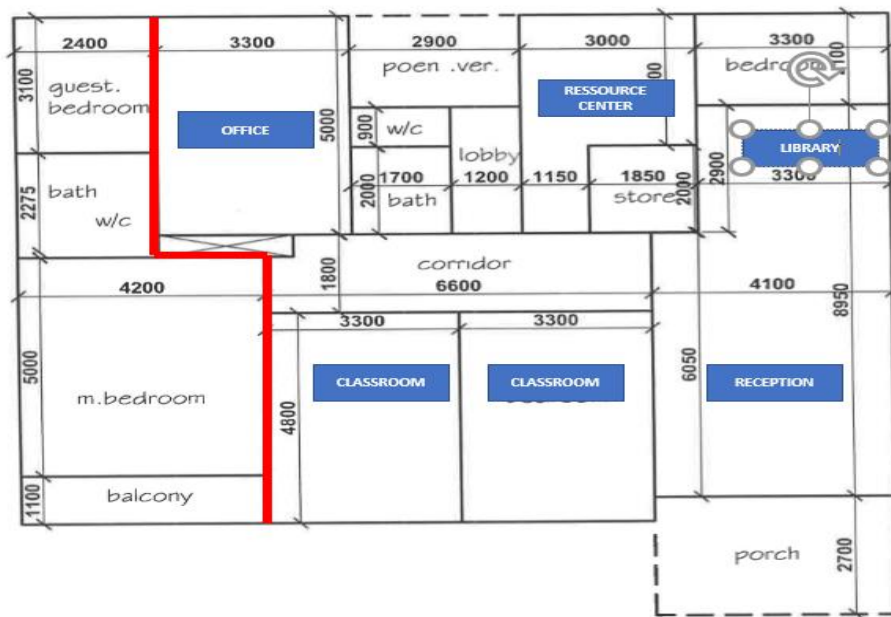 2400
3300
2900
3000
3300
guest.
bedroom
3100
OFFICE
5000
poen .ver.
RESSOURCE
CENTER
bedroom
w/c
900
lobby
LIBRARY
2900
3300
bath
w/c
2275
1700
1200
1150
1850
2000
bath
store
2000
corridor
1800
4200
6600
4100
8950
3300
3300
5000
m.bedroom
4800
CLASSROOM
CLASSROOM
6050
RECEPTION
balcony
1100
porch
2700